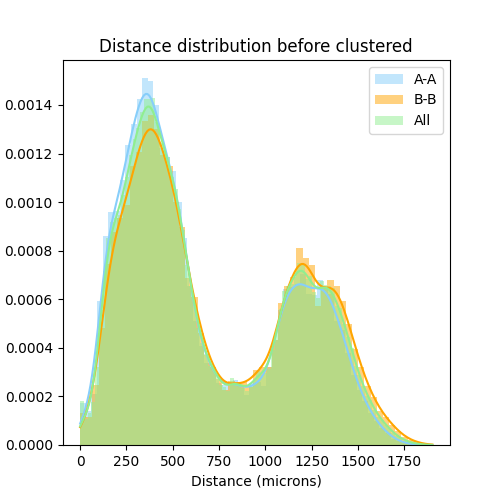 Distance distribution before clustered
A-A
B-B
All
0.0014
0.0012
0.0010
0.0008
0.0006
0.0004
0.0002
0.0000
0 250 500 750 1000 1250 1500 1750
Distance (microns)